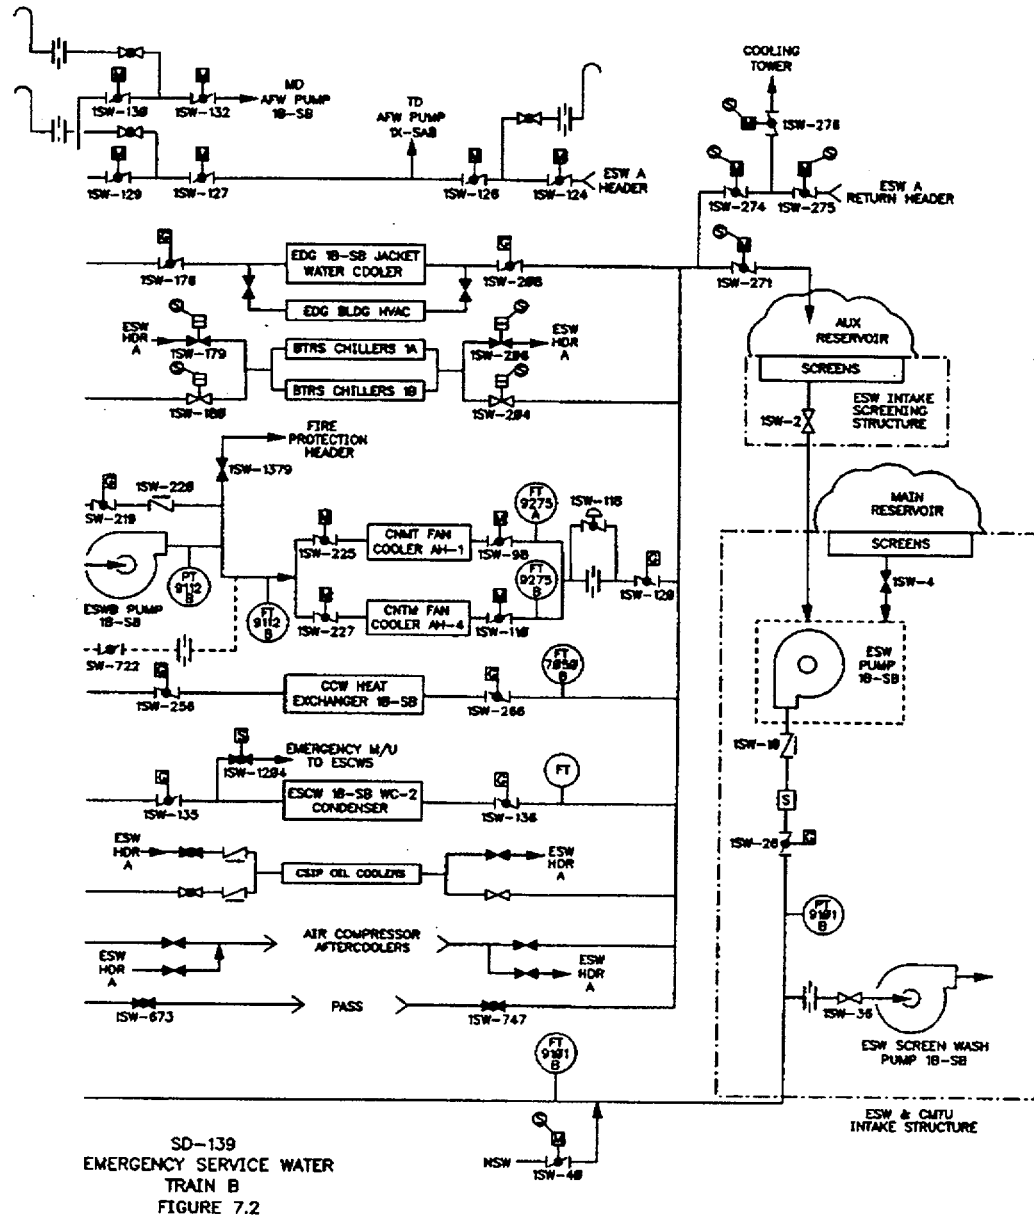 COOLING
TOWER
MD
AFW PUMP
1B-SB
TD
AFW PUMP
1X-SAB
1SW-130
1SW-132
1SW-129
1SW-127
1SW-126
1SW-124
ESW A
HEADER
1SW-276
1SW-274
1SW-275
ESW A
RETURN HEADER
1SW-271
EDG 1B-SB JACKET
WATER COOLER
1SW-178
1SW-208
EDG BLDG HVAC
ESW
HDR
A
1SW-179
BTRS CHILLERS 1A
1SW-206
ESW
HDR
A
BTRS CHILLERS 1B
1SW-180
1SW-204
AUX
RESERVOIR
SCREENS
ESW INTAKE
SCREENING
STRUCTURE
1SW-2
FIRE
PROTECTION
HEADER
1SW-1379
1SW-220
SW-219
ESWB PUMP
1B-SB
PT
9112
B
FT
9112
B
1SW-225
CNMT FAN
COOLER AH-1
1SW-98
FT
9275
A
1SW-227
CNTM FAN
COOLER AH-4
1SW-110
FT
9275
B
1SW-116
1SW-120
SW-722
MAIN
RESERVOIR
SCREENS
1SW-4
ESW
PUMP
1B-SB
1SW-10
S
1SW-20
G
PT
9101
B
1SW-36
ESW SCREEN WASH
PUMP 1B-SB
ESW & CMTU
INTAKE STRUCTURE
1SW-256
CCW HEAT
EXCHANGER 1B-SB
1SW-266
FT
7050
B
S
1SW-1204
EMERGENCY M/U
TO ESCWS
1SW-135
ESCW 1B-SB WC-2
CONDENSER
1SW-136
FT
ESW
HDR
A
CSIP OIL COOLERS
ESW
HDR
A
AIR COMPRESSOR
AFTERCOOLERS
ESW
HDR
A
ESW
HDR
A
1SW-673
PASS
1SW-747
FT
9101
B
NSW
1SW-40
SD-139
EMERGENCY SERVICE WATER
TRAIN B
FIGURE 7.2